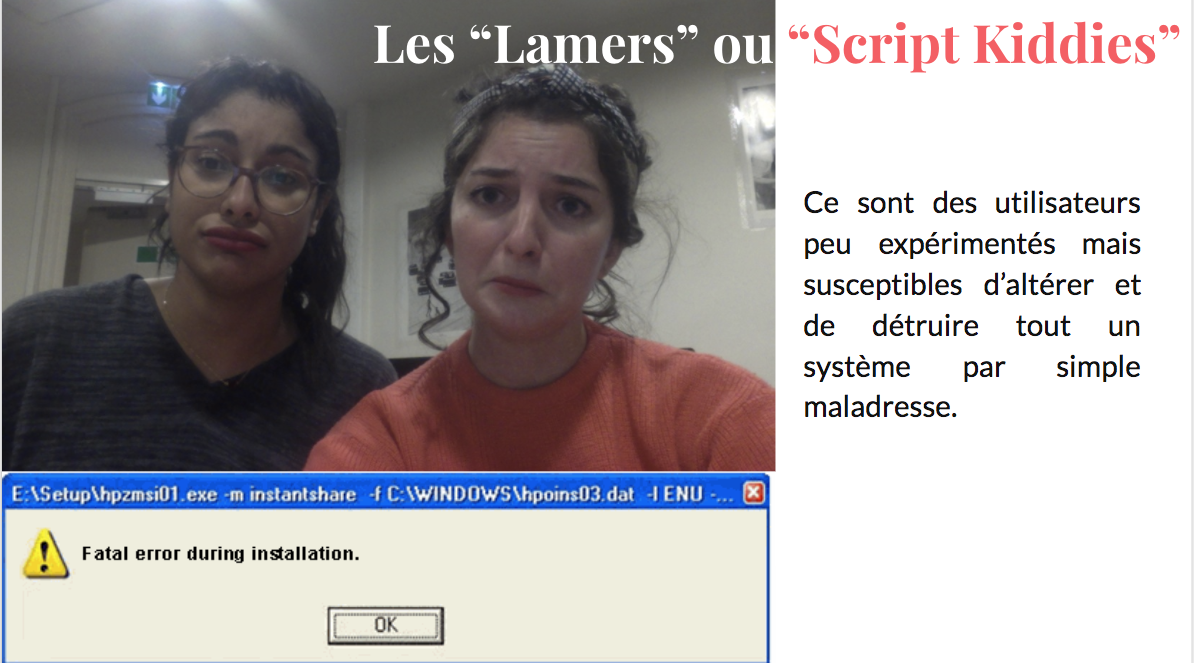 Les “Lamers” ou “Script Kiddies”
Ce sont des utilisateurs
peu expérimentés mais
susceptibles d’altérer et
de détruire tout un
système par simple
maladresse.
E:\Setup\hpzmsi01.exe -m instantshare -f C:\WINDOWS\hpoins03.dat -l ENU -...
Fatal error during installation.
OK